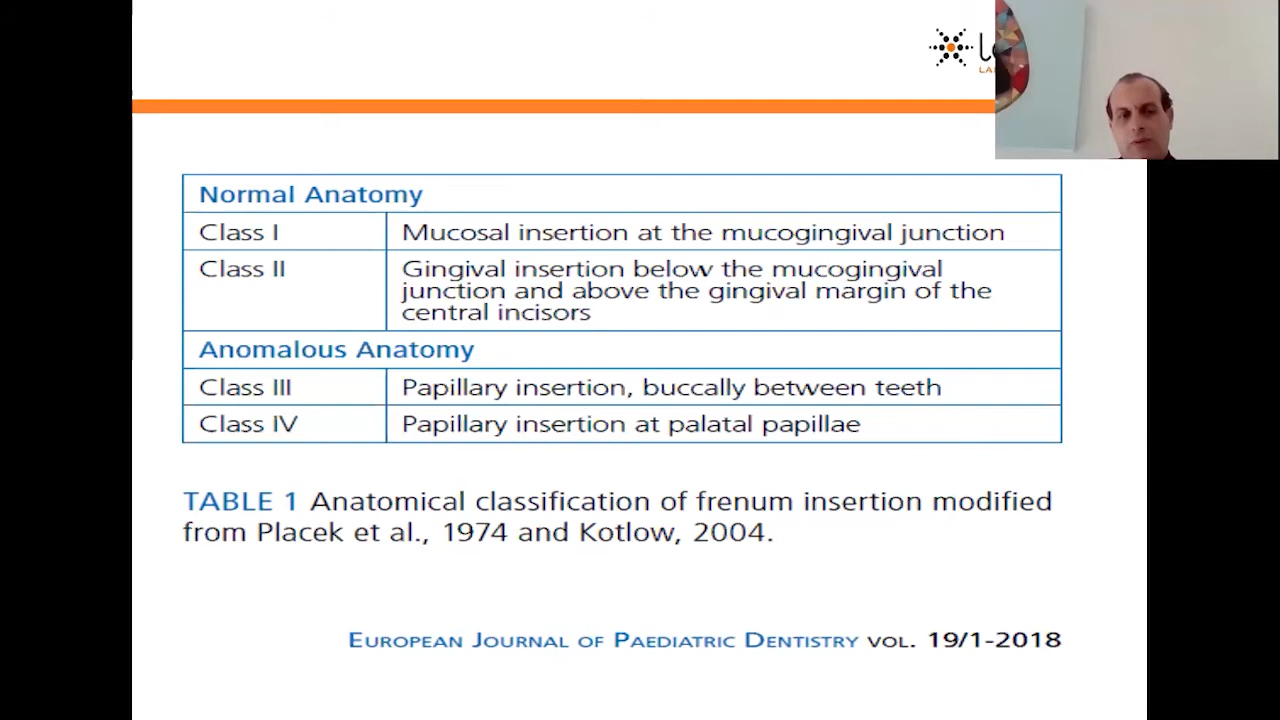 Normal Anatomy
Class I Mucosal insertion at the mucogingival junction
Class II Gingival insertion below the mucogingival
junction and above the gingival margin of the
central incisors
Anomalous Anatomy
Class III Papillary insertion, buccally between teeth
Class IV Papillary insertion at palatal papillae
TABLE 1 Anatomical classification of frenum insertion modified
from Placek et al., 1974 and Kotlow, 2004.
EUROPEAN JOURNAL OF PAEDIATRIC DENTISTRY VOL. 19/1-2018